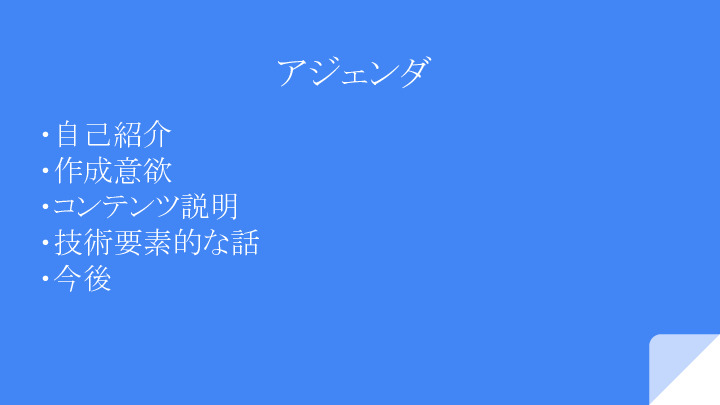 アジェンダ
・自己紹介
・作成意欲
・コンテンツ説明
・技術要素的な話
・今後